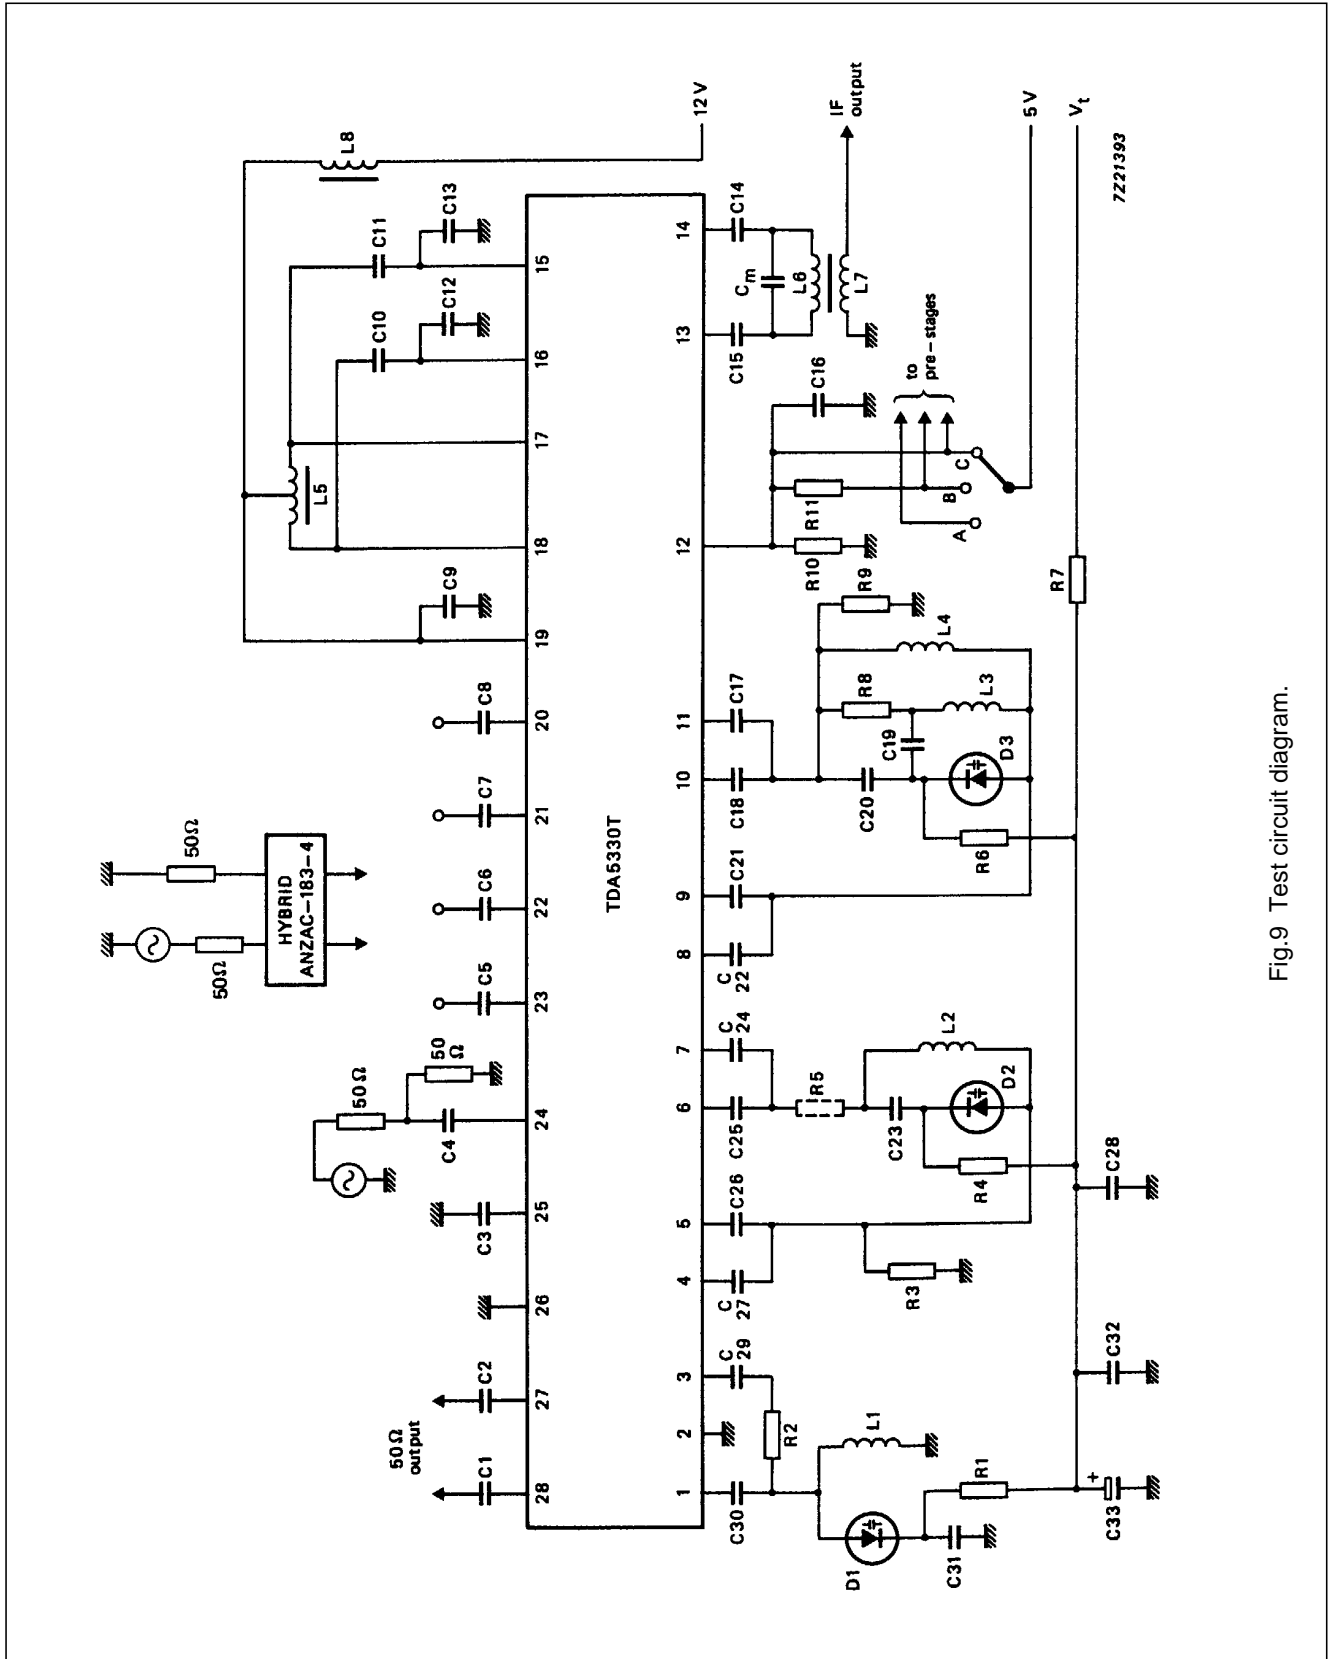 L8
12 V
C11
C13
C10
C12
L5
C9
15
16
17
18
19
20
21
22
23
24
25
26
27
28
C8
C7
C6
C5
50Ω
50Ω
HYBRID
ANZAC-183-4
50Ω
50
Ω
C4
C3
C2
C1
50Ω
output
TDA5330T
1
2
3
4
5
6
7
8
9
10
11
12
13
14
C30
C
29
C
27
C26
C25
C
24
C
22
C21
C18
C17
C15
C14
Cm
L6
L7
IF
output
C16
to
pre-stages
R11
R10
A
B
C
5 V
Vt
R9
L4
R8
L3
C19
C20
D3
R6
R7
R5
L2
C23
D2
R4
C28
R3
R2
L1
D1
C31
R1
C32
+
C33
7Z21393
Fig.9 Test circuit diagram.